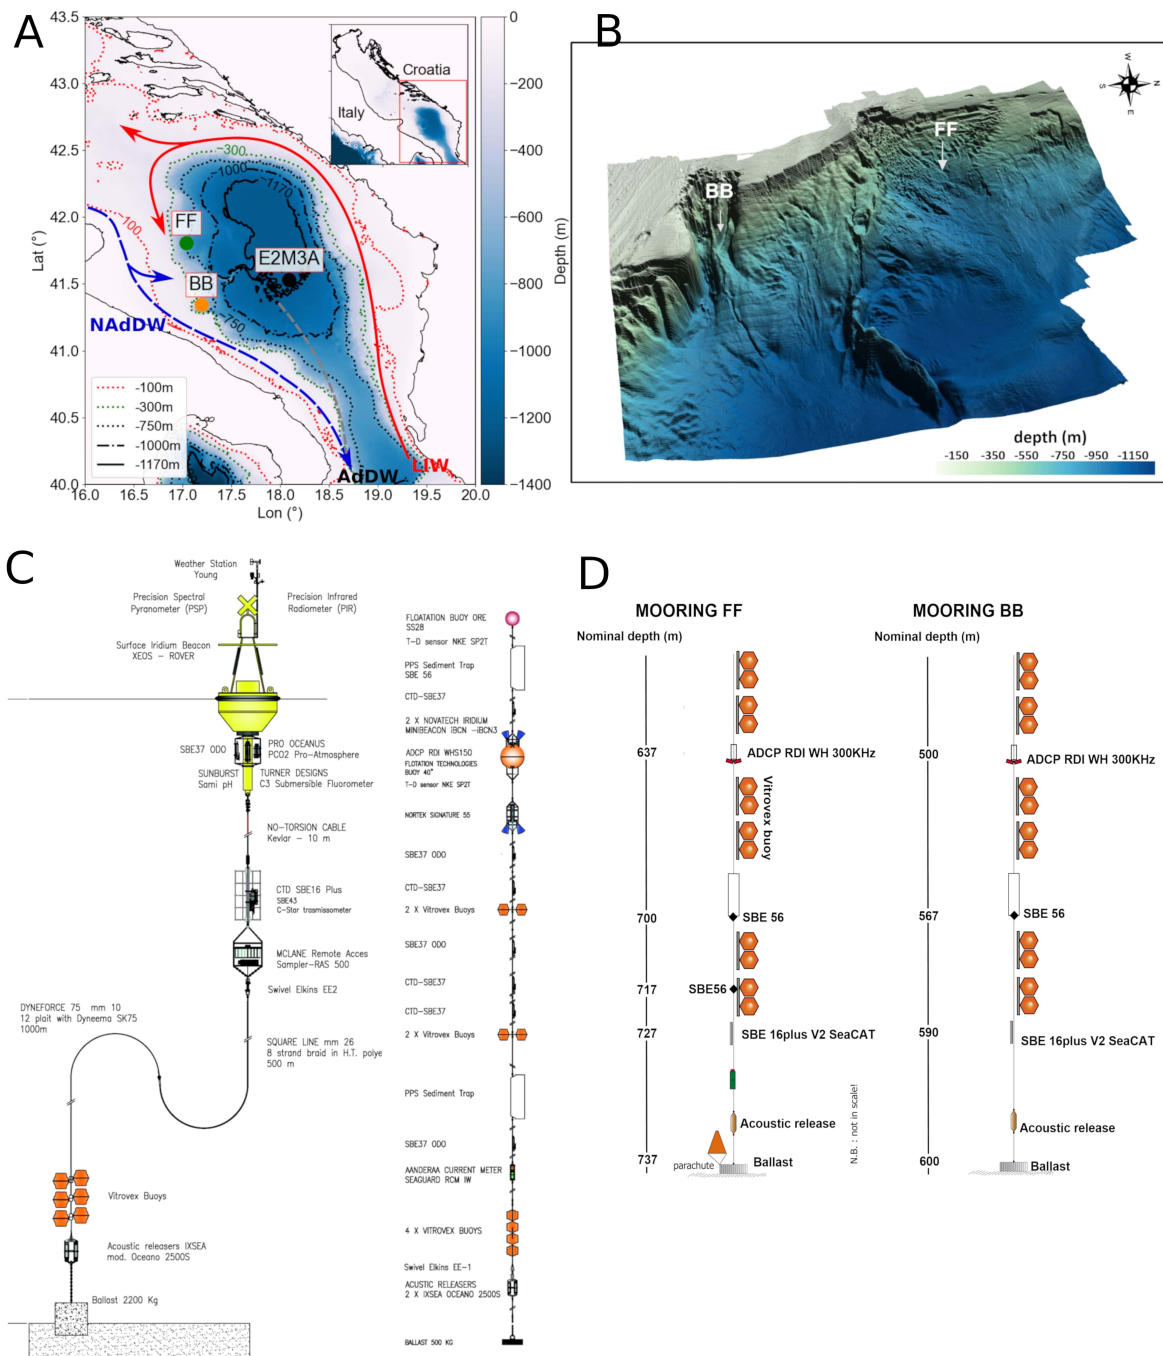 A
43.5
43.0
42.5
42.0
41.5
41.0
40.5
40.0
Lat (°)
16.0
16.5
17.0
17.5
18.0
18.5
19.0
19.5
20.0
Lon (°)
Croatia
Italy
-300
-1000
-1170
-100
-750
FF
BB
E2M3A
NAdDW
AdDW
LIW
-100m
-300m
-750m
-1000m
-1170m
0
−200
−400
−600
−800
−1000
−1200
−1400
Depth (m)
B
W
N
S
E
FF
BB
depth (m)
-150 -350 -550 -750 -950 -1150
C
Weather Station
Young
Precision Spectral
Pyranometer (PSP)
Precision Infrared
Radiometer (PIR)
Surface Iridium Beacon
XEOS – ROVER
SBE37 ODO
PRO OCEANUS
PCO2 Pro-Atmosphere
SUNBURST
Sami pH
TURNER DESIGNS
C3 Submersible Fluorometer
NO-TORSION CABLE
Kevlar – 10 m
CTD SBE16 Plus
SBE43
C-Star trasmissometer
MCLANE Remote Acces
Sampler-RAS 500
Swivel Elkins EE2
DYNEFORCE 75 mm 10
12 plait with Dyneema SK75
1000m
SQUARE LINE mm 26
8 strand braid in H.T. polye
500 m
Vitrovex Buoys
Acoustic releasers IXSEA
mod. Oceano 2500S
Ballast 2200 Kg
FLOATATION BUOY ORE
SS28
T-D sensor NKE SP2T
PPS Sediment Trap
SBE 56
CTD-SBE37
2 X NOVATECH IRIDIUM
MINIBEACON iBCN -iBCN3
ADCP RDI WHS150
FLOTATION TECHNOLOGIES
BUOY 40"
T-D sensor NKE SP2T
NORTEK SIGNATURE 55
SBE37 ODO
CTD-SBE37
2 X Vitrovex Buoys
SBE37 ODO
CTD-SBE37
CTD-SBE37
2 X Vitrovex Buoys
PPS Sediment Trap
SBE37 ODO
AANDERAA CURRENT METER
SEAGUARD RCM IW
4 X VITROVEX BUOYS
Swivel Elkins EE-1
ACUSTIC RELEASERS
2 X IXSEA OCEANO 2500S
BALLAST 500 KG
D
MOORING FF
Nominal depth (m)
637
ADCP RDI WH 300KHz
Vitrovex buoy
700
SBE 56
717
SBE56
727
SBE 16plus V2 SeaCAT
Acoustic release
737
parachute
Ballast
N.B. : not in scale!
MOORING BB
Nominal depth (m)
500
ADCP RDI WH 300KHz
567
SBE 56
590
SBE 16plus V2 SeaCAT
Acoustic release
600
Ballast